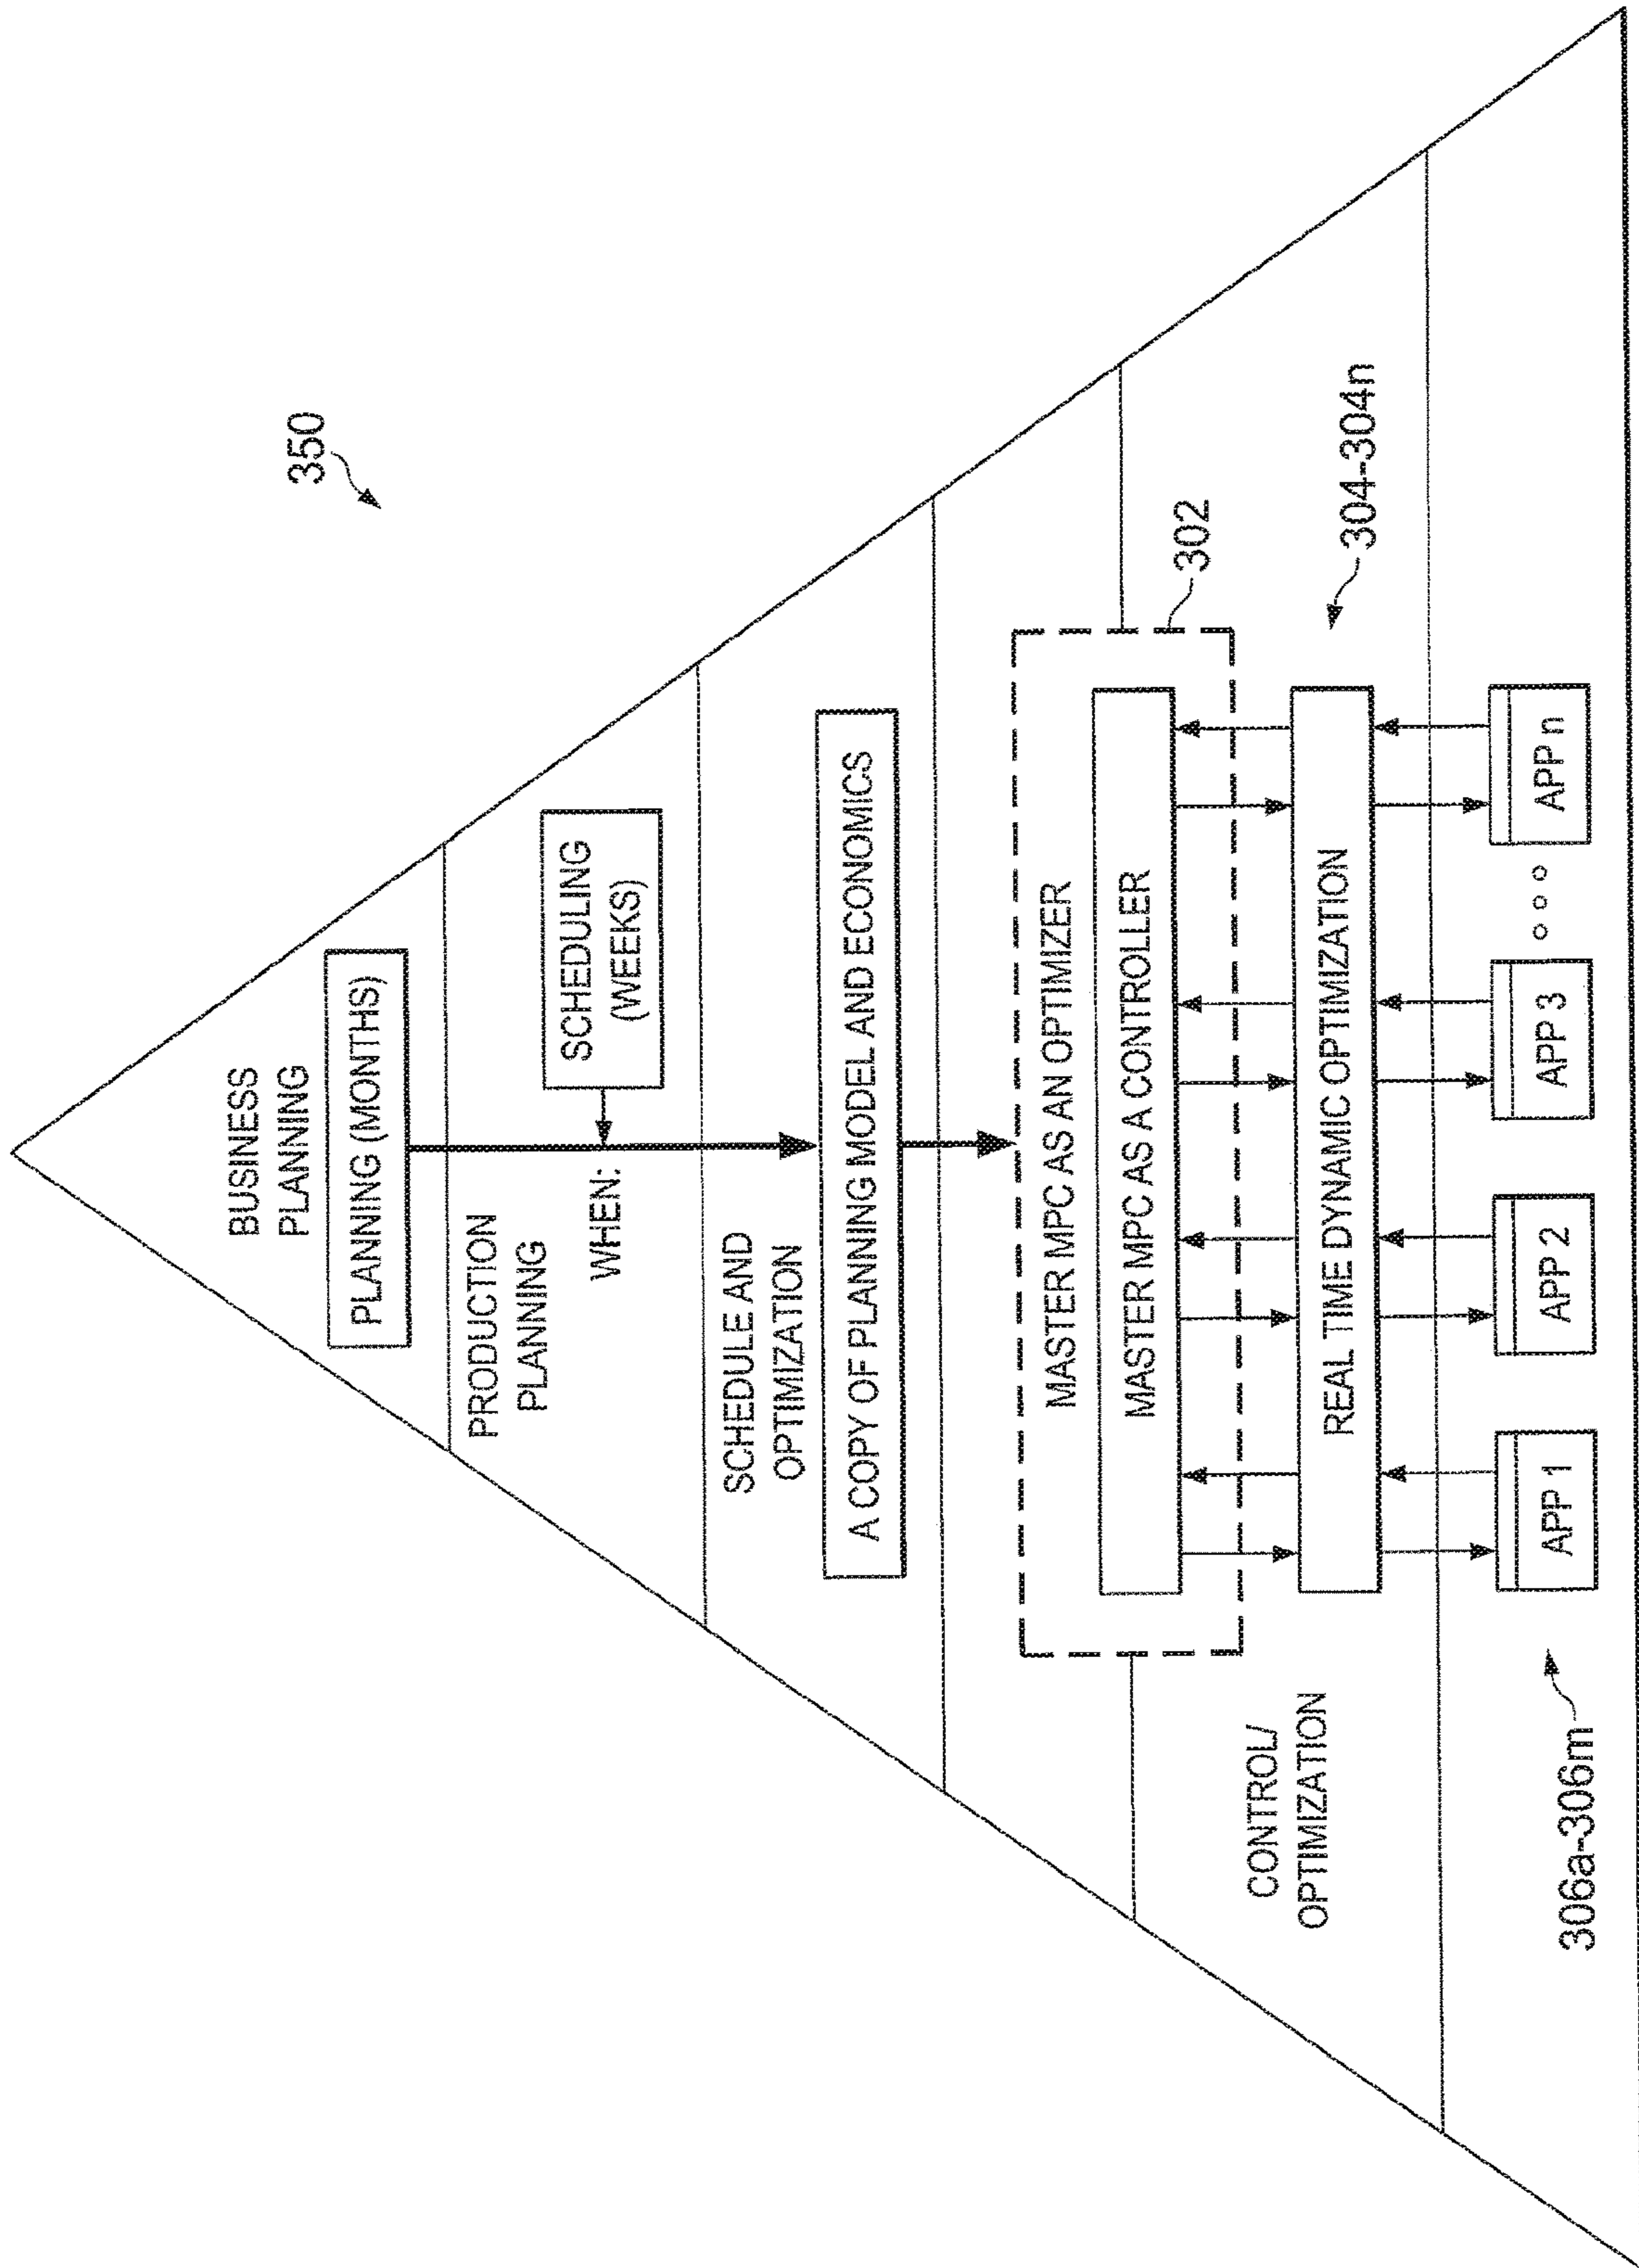 350
BUSINESS
PLANNING
PLANNING (MONTHS)
PRODUCTION
PLANNING
WHEN:
SCHEDULING
(WEEKS)
SCHEDULE AND
OPTIMIZATION
A COPY OF PLANNING MODEL AND ECONOMICS
MASTER MPC AS AN OPTIMIZER
MASTER MPC AS A CONTROLLER
302
CONTROL/
OPTIMIZATION
REAL TIME DYNAMIC OPTIMIZATION
304-304n
APP 1
APP 2
APP 3
APP n
306a-306m